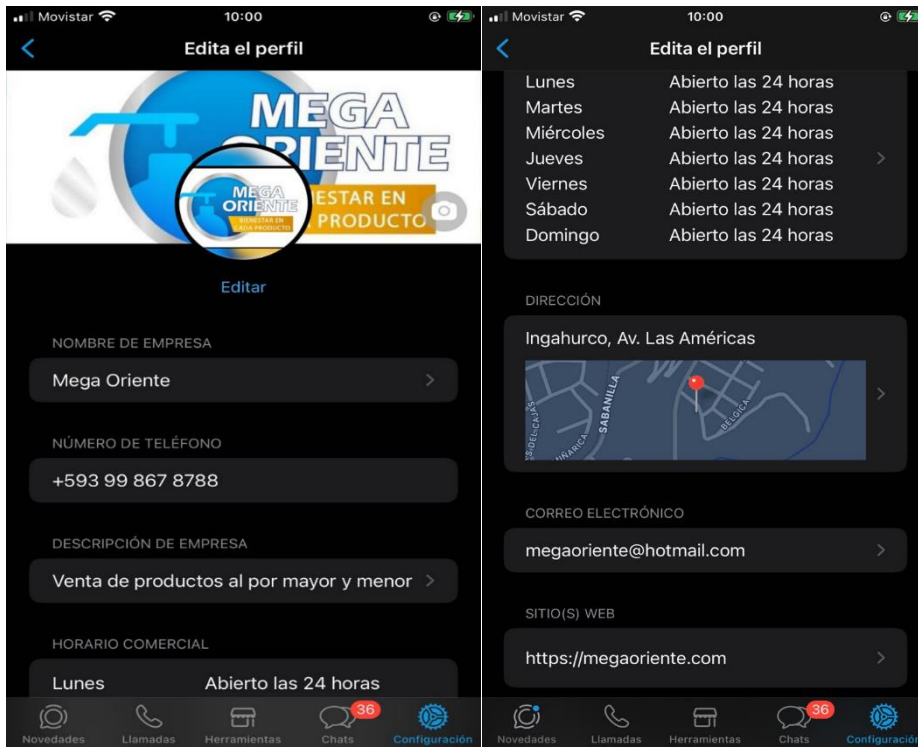 Movistar
10:00
Edita el perfil
MEGA
ORIENTE
BIENESTAR EN
CADA PRODUCTO
ESTAR EN
PRODUCTO
Editar
NOMBRE DE EMPRESA
Mega Oriente
NÚMERO DE TELÉFONO
+593 99 867 8788
DESCRIPCIÓN DE EMPRESA
Venta de productos al por mayor y menor
HORARIO COMERCIAL
Lunes Abierto las 24 horas
36
Novedades Llamadas Herramientas Chats Configuración
Movistar
10:00
Edita el perfil
Lunes Abierto las 24 horas
Martes Abierto las 24 horas
Miércoles Abierto las 24 horas
Jueves Abierto las 24 horas
Viernes Abierto las 24 horas
Sábado Abierto las 24 horas
Domingo Abierto las 24 horas
DIRECCIÓN
Ingahurco, Av. Las Américas
SABANILLA
BÉLGICA
CORREO ELECTRÓNICO
megaoriente@hotmail.com
SITIO(S) WEB
https://megaoriente.com
36
Novedades Llamadas Herramientas Chats Configuración